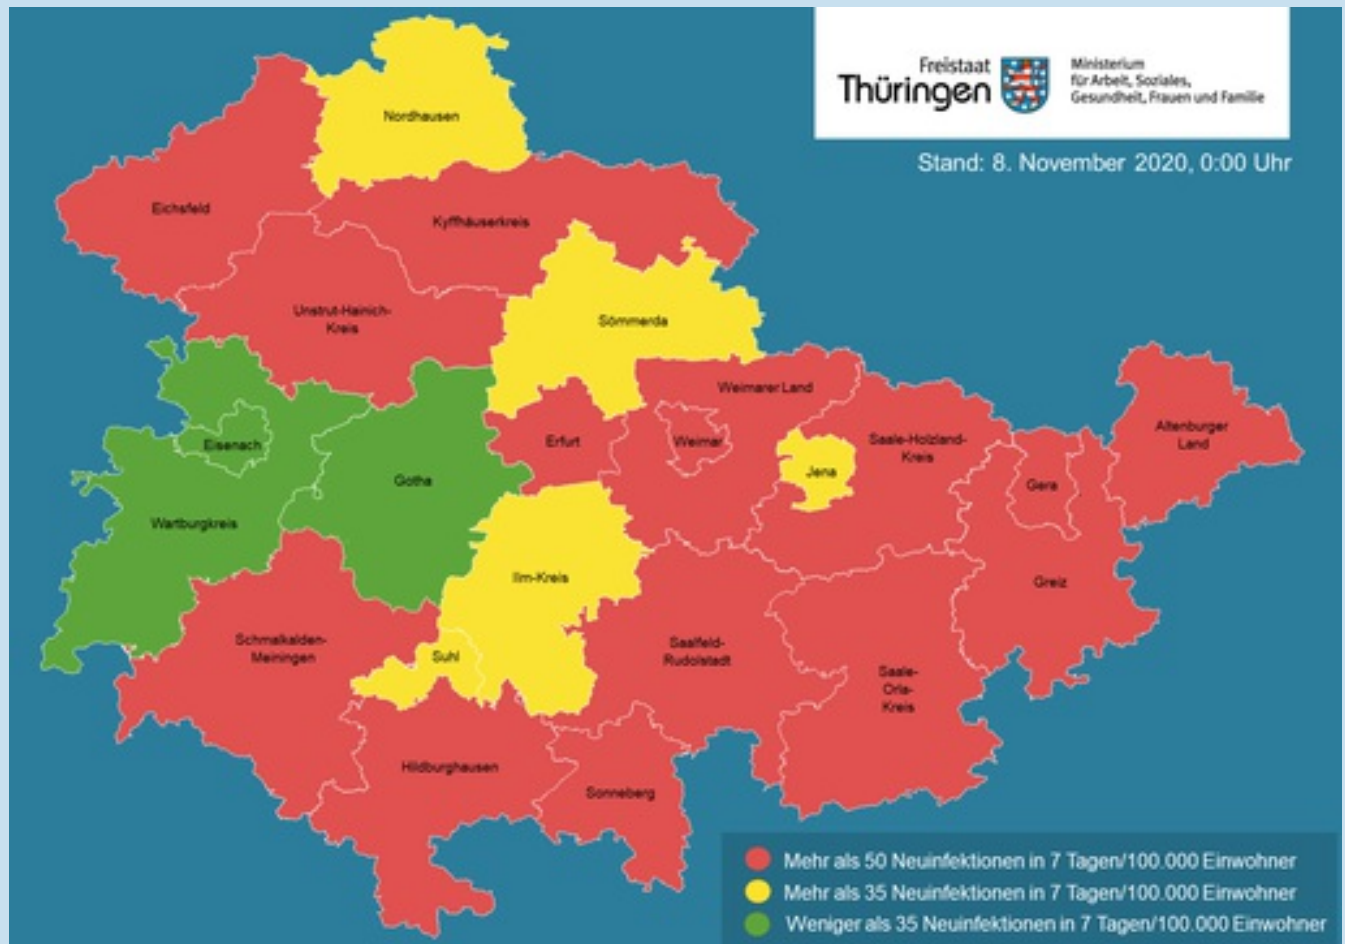 Freistaat
Thüringen
Ministerium
für Arbeit, Soziales,
Gesundheit, Frauen und Familie
Stand: 8. November 2020, 0:00 Uhr
Nordhausen
Eichsfeld
Kyffhäuserkreis
Unstrut-Hainich-
Kreis
Sömmerda
Weimarer Land
Altenburger
Land
Eisenach
Erfurt
Weimar
Saale-Holzland-
Kreis
Jena
Gotha
Gera
Wartburgkreis
Ilm-Kreis
Greiz
Schmalkalden-
Meiningen
Suhl
Saalfeld-
Rudolstadt
Saale-
Orla-
Kreis
Hildburghausen
Sonneberg
Mehr als 50 Neuinfektionen in 7 Tagen/100.000 Einwohner
Mehr als 35 Neuinfektionen in 7 Tagen/100.000 Einwohner
Weniger als 35 Neuinfektionen in 7 Tagen/100.000 Einwohner